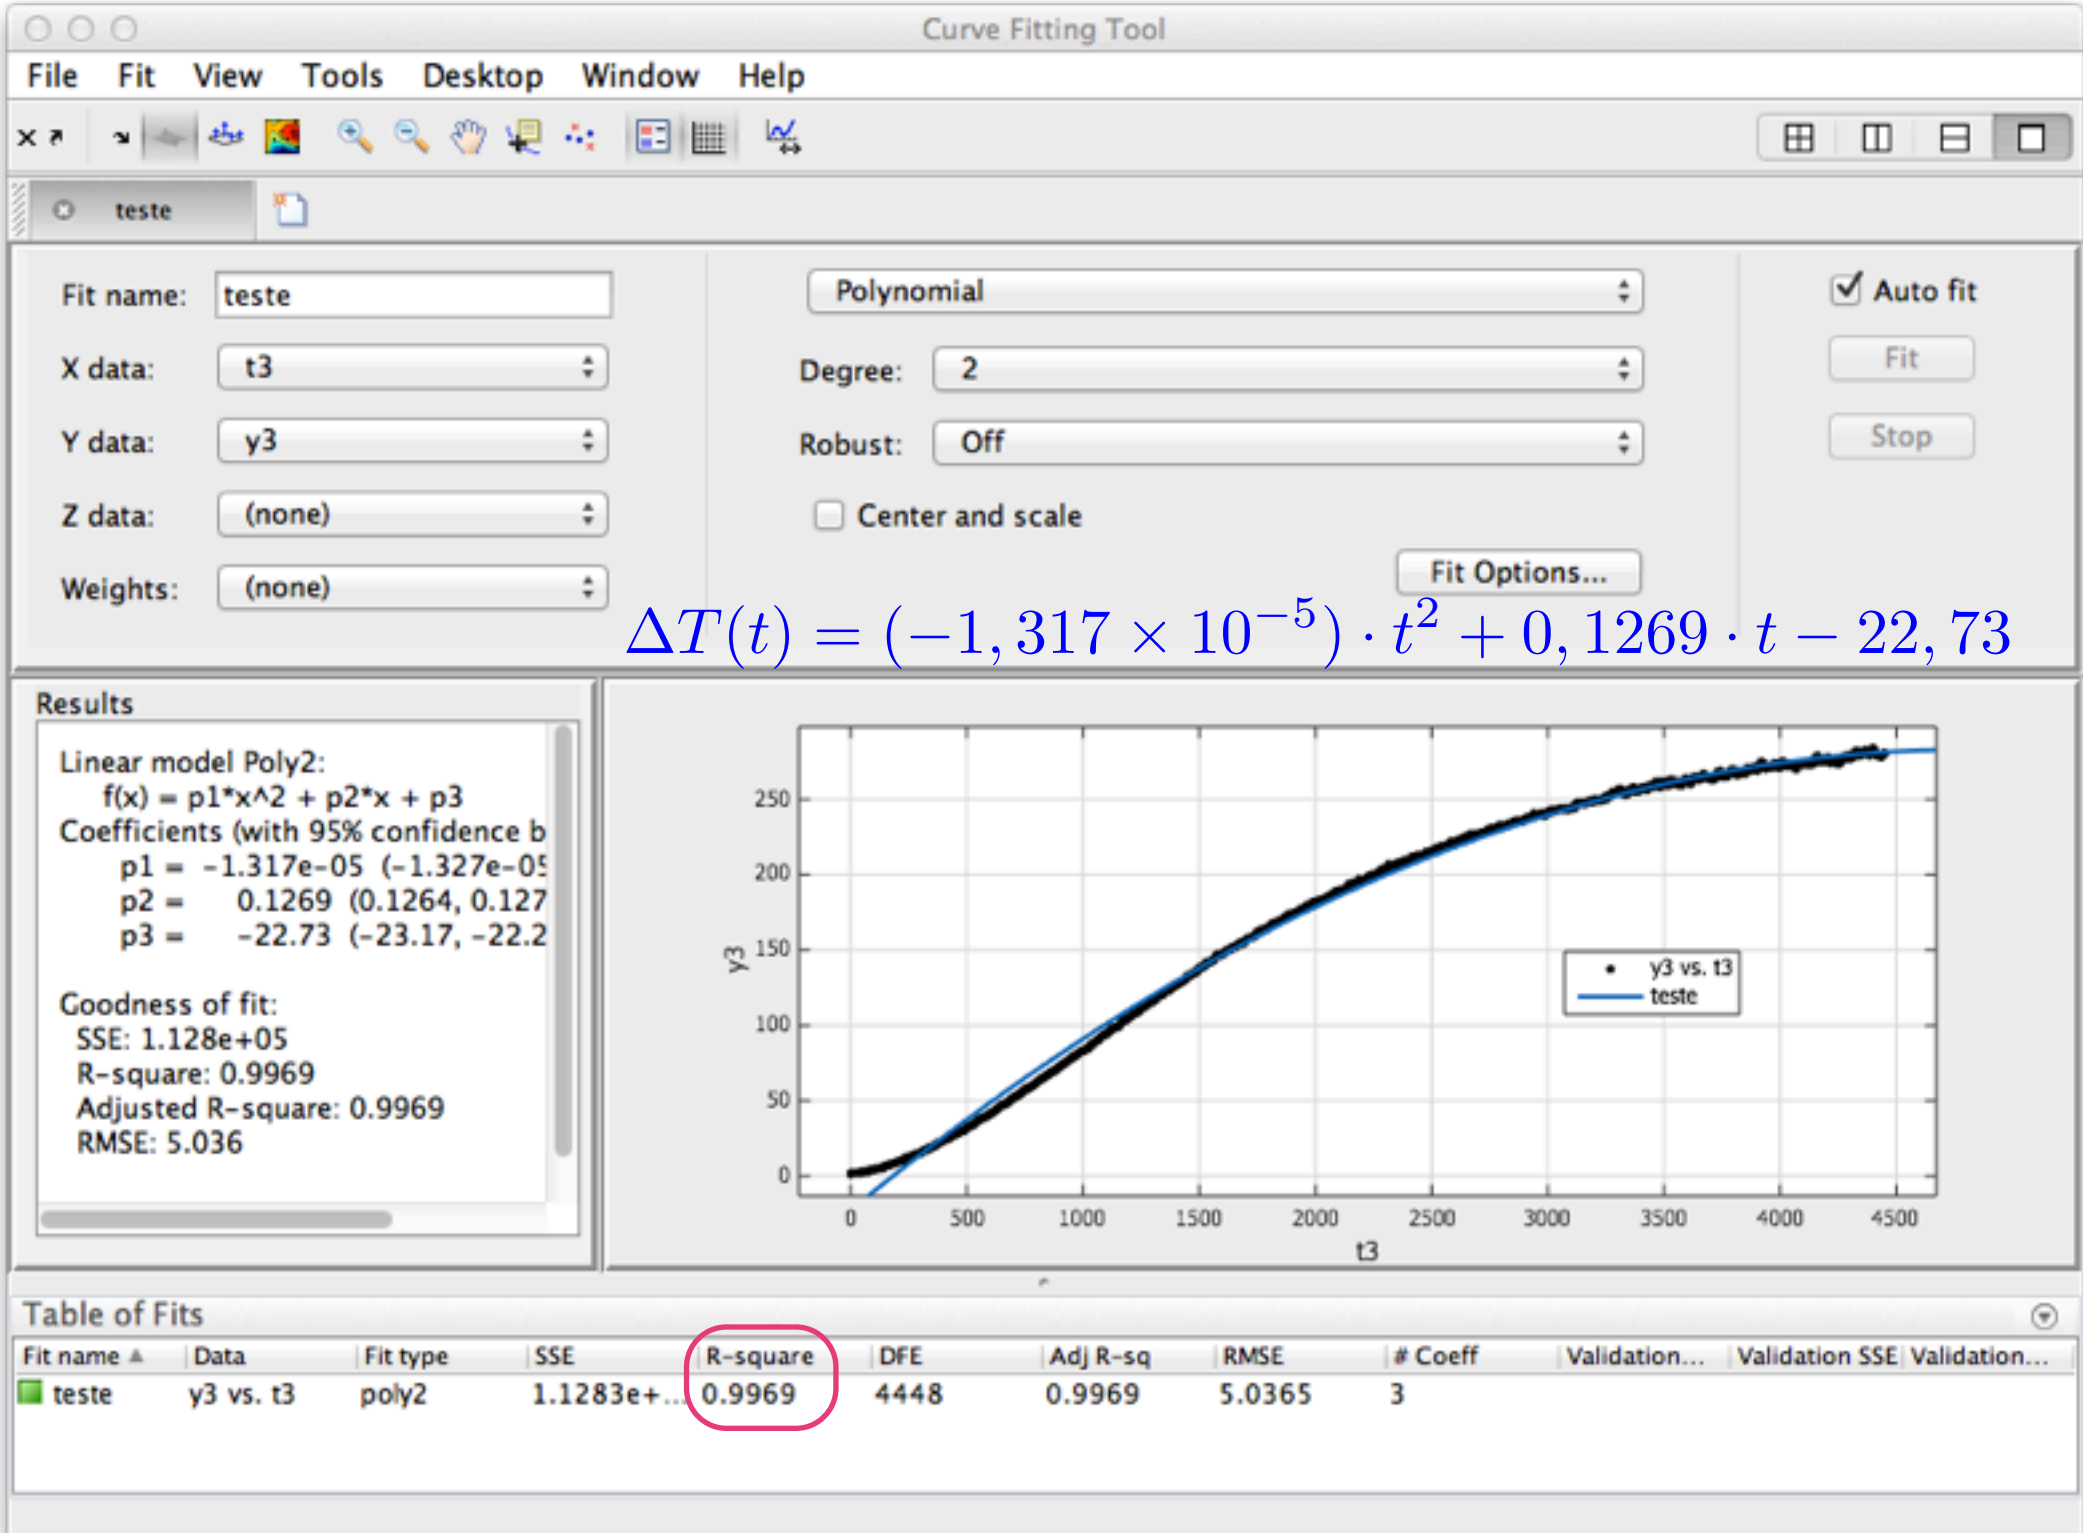 Curve Fitting Tool
File Fit View Tools Desktop Window Help
teste
Fit name: teste
X data: t3
Y data: y3
Z data: (none)
Weights: (none)
Polynomial
Degree: 2
Robust: Off
Center and scale
Fit Options...
Auto fit
Fit
Stop
ΔT(t) = (−1,317 × 10⁻⁵) · t² + 0,1269 · t − 22,73
Results
Linear model Poly2:
f(x) = p1*x^2 + p2*x + p3
Coefficients (with 95% confidence b
p1 = -1.317e-05 (-1.327e-05
p2 = 0.1269 (0.1264, 0.127
p3 = -22.73 (-23.17, -22.2
Goodness of fit:
SSE: 1.128e+05
R-square: 0.9969
Adjusted R-square: 0.9969
RMSE: 5.036
250
200
150
100
50
0
y3
y3 vs. t3
teste
0 500 1000 1500 2000 2500 3000 3500 4000 4500
t3
Table of Fits
Fit name Data Fit type SSE R-square DFE Adj R-sq RMSE # Coeff Validation... Validation SSE Validation...
teste y3 vs. t3 poly2 1.1283e+... 0.9969 4448 0.9969 5.0365 3